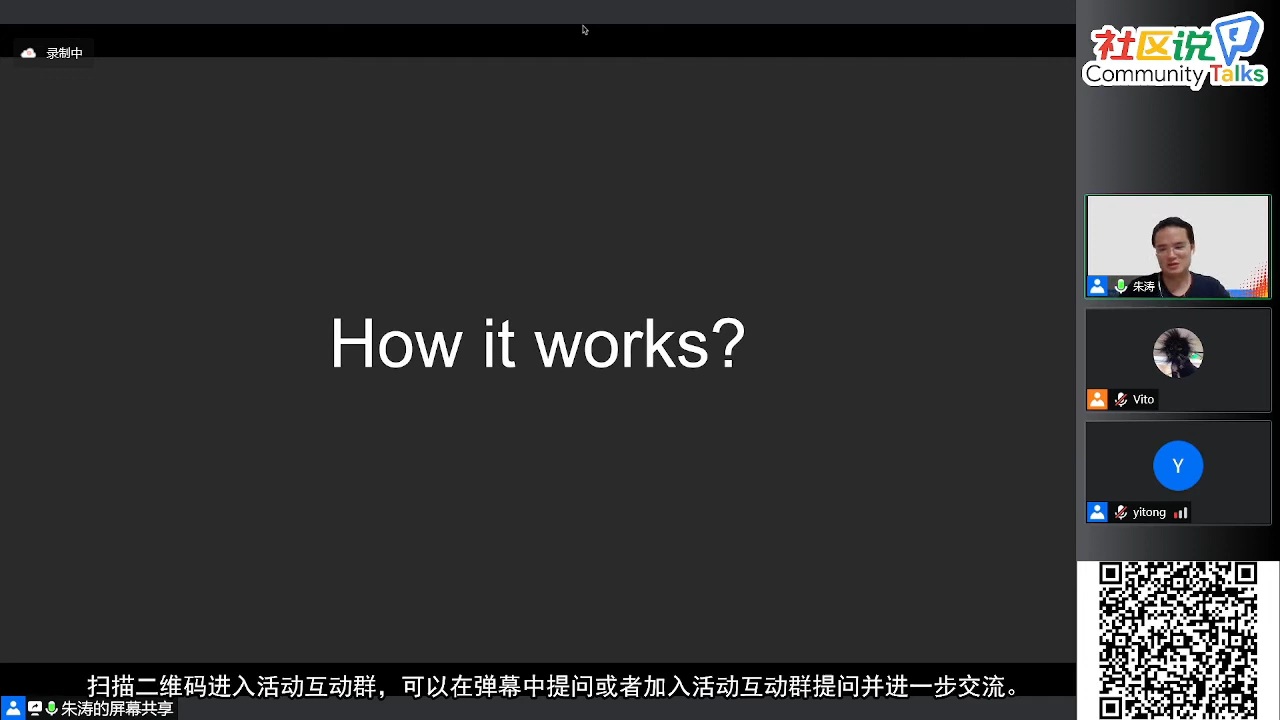 录制中
社区说
Community Talks
How it works?
朱涛
Vito
Y
yitong
扫描二维码进入活动互动群，可以在弹幕中提问或者加入活动互动群提问并进一步交流。
朱涛的屏幕共享